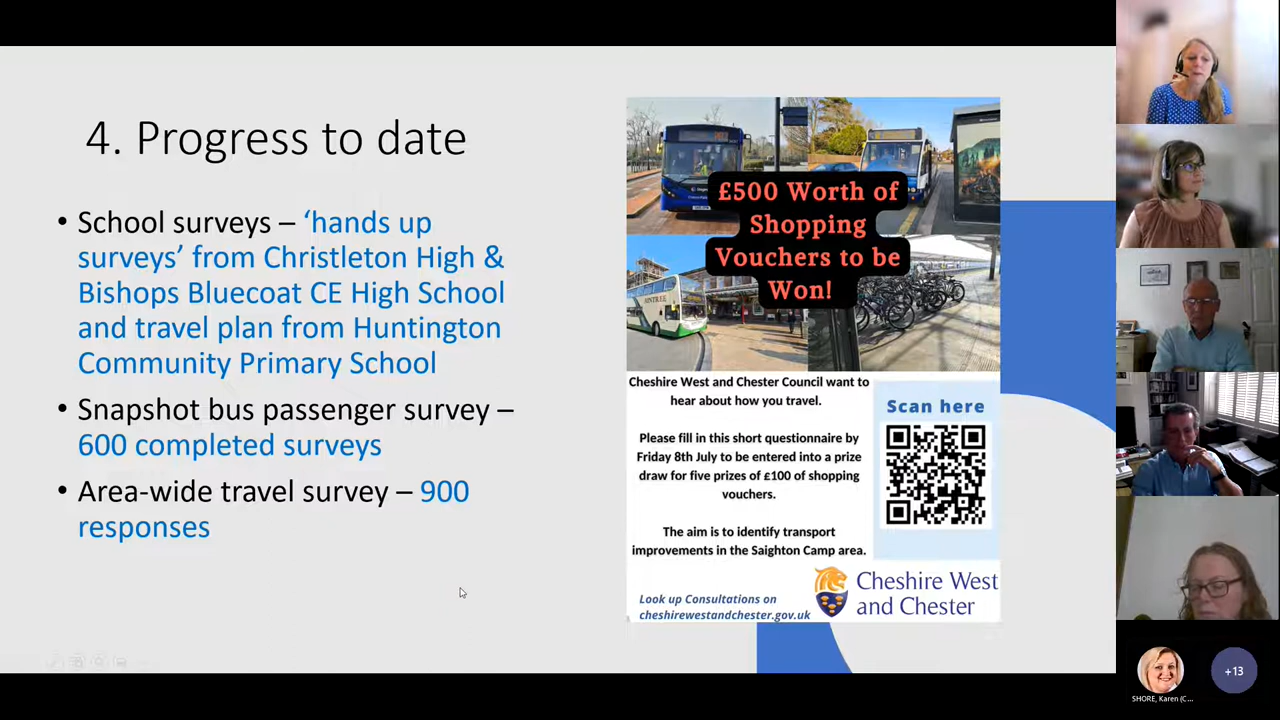 4. Progress to date
• School surveys – ‘hands up
surveys’ from Christleton High &
Bishops Bluecoat CE High School
and travel plan from Huntington
Community Primary School
• Snapshot bus passenger survey –
600 completed surveys
• Area-wide travel survey – 900
responses
£500 Worth of
Shopping
Vouchers to be
Won!
Cheshire West and Chester Council want to
hear about how you travel.
Please fill in this short questionnaire by
Friday 8th July to be entered into a prize
draw for five prizes of £100 of shopping
vouchers.
The aim is to identify transport
improvements in the Saighton Camp area.
Scan here
Look up Consultations on
cheshirewestandchester.gov.uk
Cheshire West
and Chester
+13
SHORE, Karen (C...